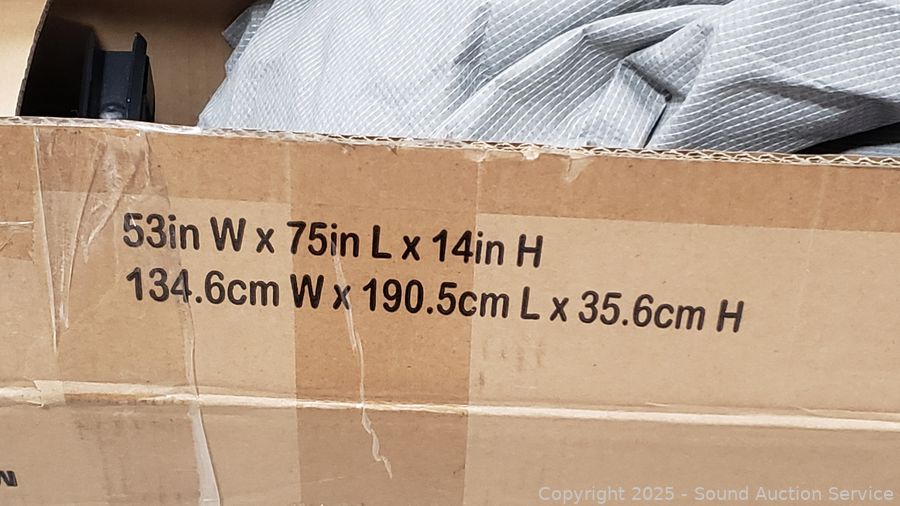 53in W x 75in L x 14in H
134.6cm W x 190.5cm L x 35.6cm H
N
Copyright 2025 - Sound Auction Service